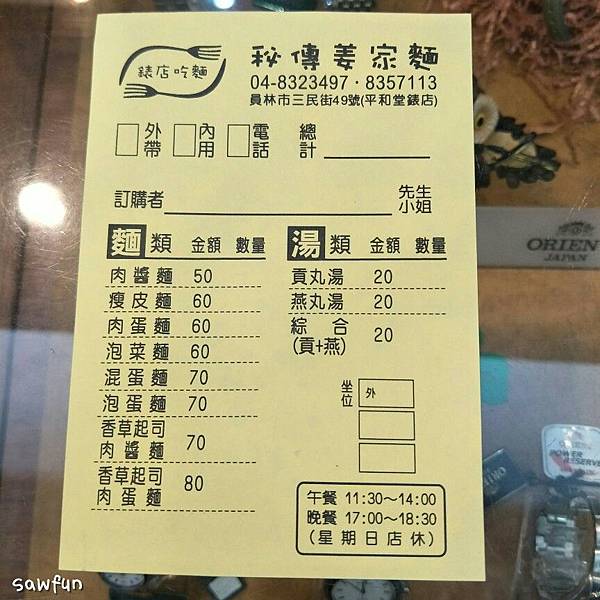 錶店吃麵
秘傳姜家麵
04-8323497·8357113
員林市三民街49號(平和堂錶店)
外帶 內用 電話 總計
訂購者 先生 小姐
麵類 金額 數量
肉醬麵 50
瘦皮麵 60
肉蛋麵 60
泡菜麵 60
混蛋麵 70
泡蛋麵 70
香草起司
肉醬麵 70
香草起司
肉蛋麵 80
湯類 金額 數量
貢丸湯 20
燕丸湯 20
綜合
(貢+燕) 20
座位 外
午餐 11:30~14:00
晚餐 17:00~18:30
(星期日店休)
ORIEN
JAPAN
POWER
RESERVE
sawfun